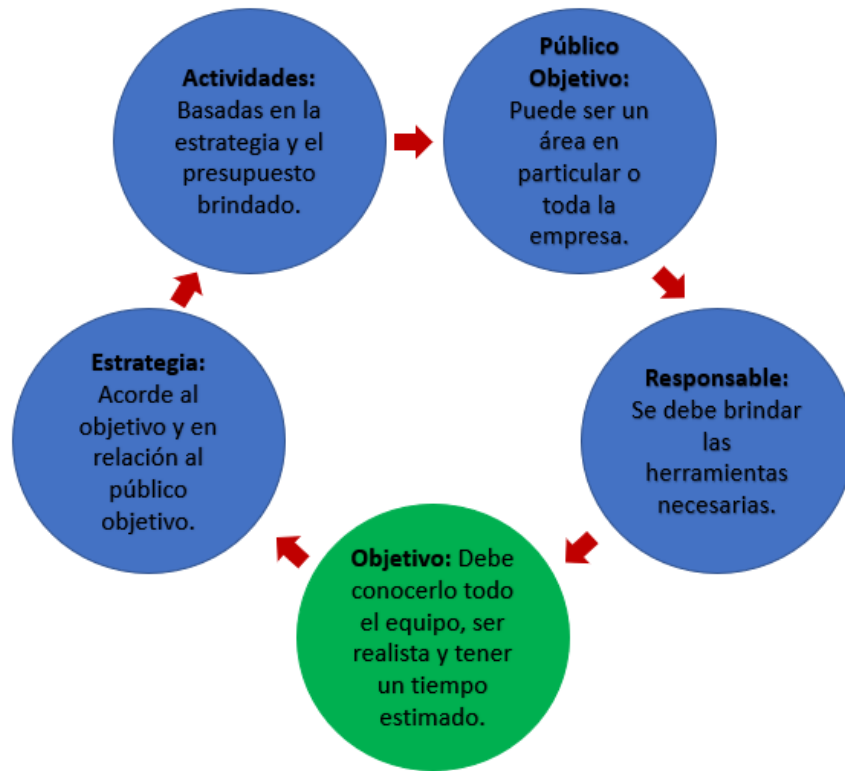 Actividades:
Basadas en la
estrategia y el
presupuesto
brindado.
Público
Objetivo:
Puede ser un
área en
particular o
toda la
empresa.
Estrategia:
Acorde al
objetivo y en
relación al
público
objetivo.
Responsable:
Se debe brindar
las
herramientas
necesarias.
Objetivo: Debe
conocerlo todo
el equipo, ser
realista y tener
un tiempo
estimado.